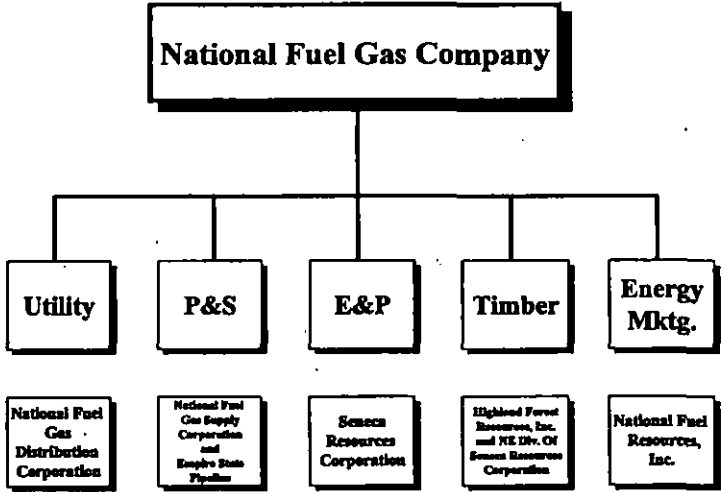 National Fuel Gas Company
Utility
P&S
E&P
Timber
Energy
Mktg.
National Fuel
Gas
Distribution
Corporation
National Fuel
Gas Supply
Corporation
and
Empire State
Pipeline
Seneca
Resources
Corporation
Highland Forest
Resources, Inc.
and NE Div. Of
Seneca Resources
Corporation
National Fuel
Resources,
Inc.